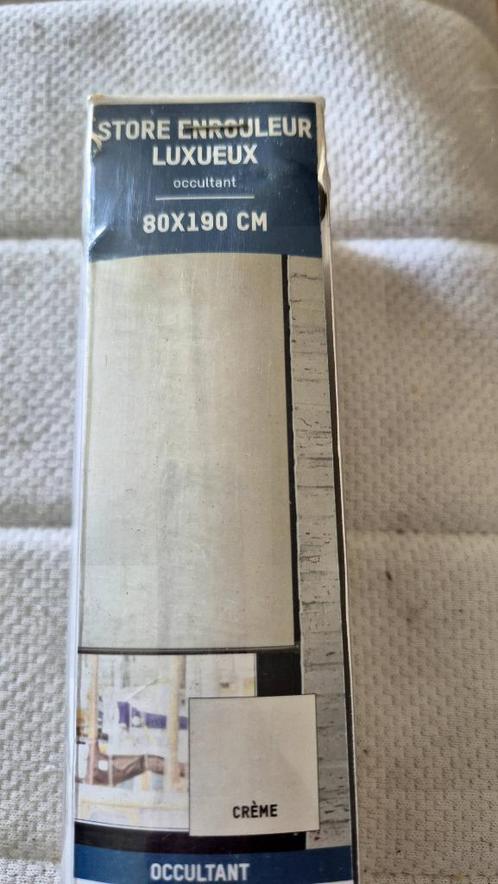 STORE ENROULEUR
LUXUEUX
occultant
80X190 CM
CRÈME
OCCULTANT